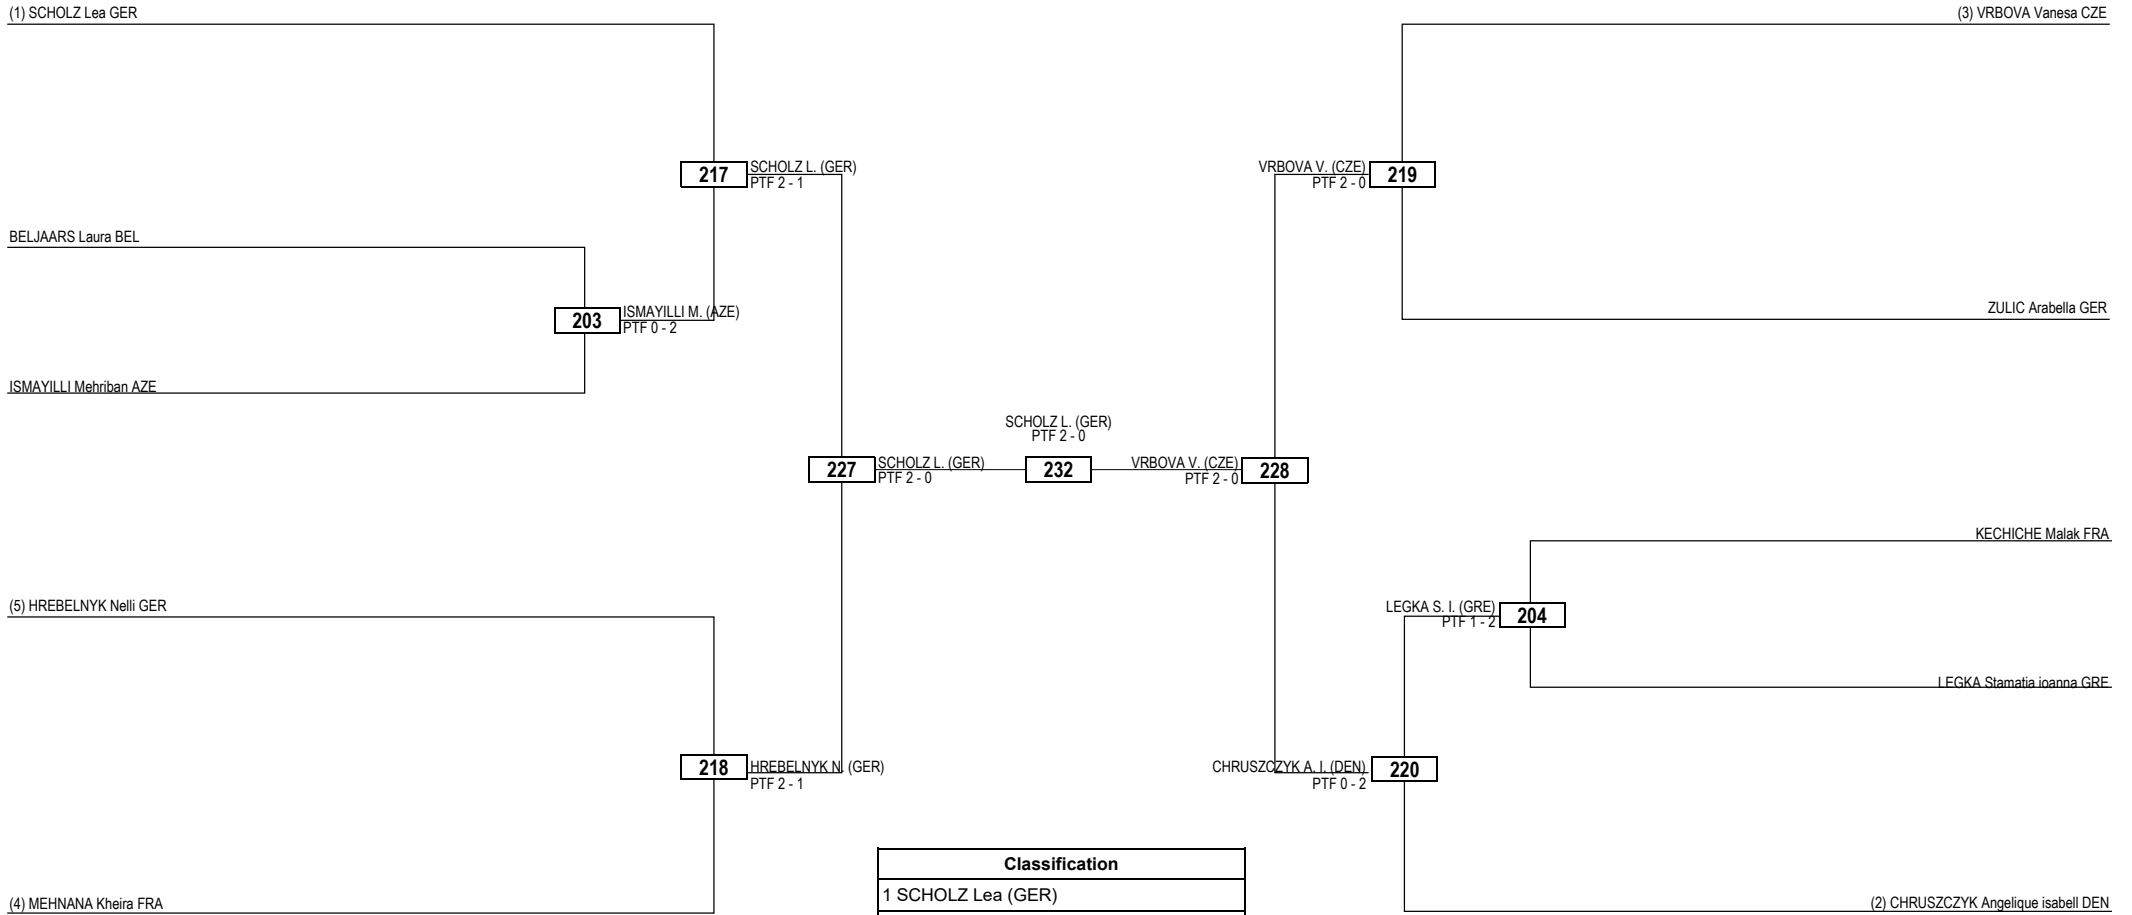 (1) SCHOLZ Lea GER
(3) VRBOVA Vanesa CZE
217
SCHOLZ L. (GER)
PTF 2 - 1
VRBOVA V. (CZE)
PTF 2 - 0
219
BELJAARS Laura BEL
203
ISMAYILLI M. (AZE)
PTF 0 - 2
ZULIC Arabella GER
ISMAYILLI Mehriban AZE
SCHOLZ L. (GER)
PTF 2 - 0
227
SCHOLZ L. (GER)
PTF 2 - 0
232
VRBOVA V. (CZE)
PTF 2 - 0
228
KECHICHE Malak FRA
(5) HREBELNYK Nelli GER
LEGKA S. I. (GRE)
PTF 1 - 2
204
LEGKA Stamatia ioanna GRE
218
HREBELNYK N. (GER)
PTF 2 - 1
CHRUSZCZYK A. I. (DEN)
PTF 0 - 2
220
Classification
1 SCHOLZ Lea (GER)
(4) MEHNANA Kheira FRA
(2) CHRUSZCZYK Angelique isabell DEN